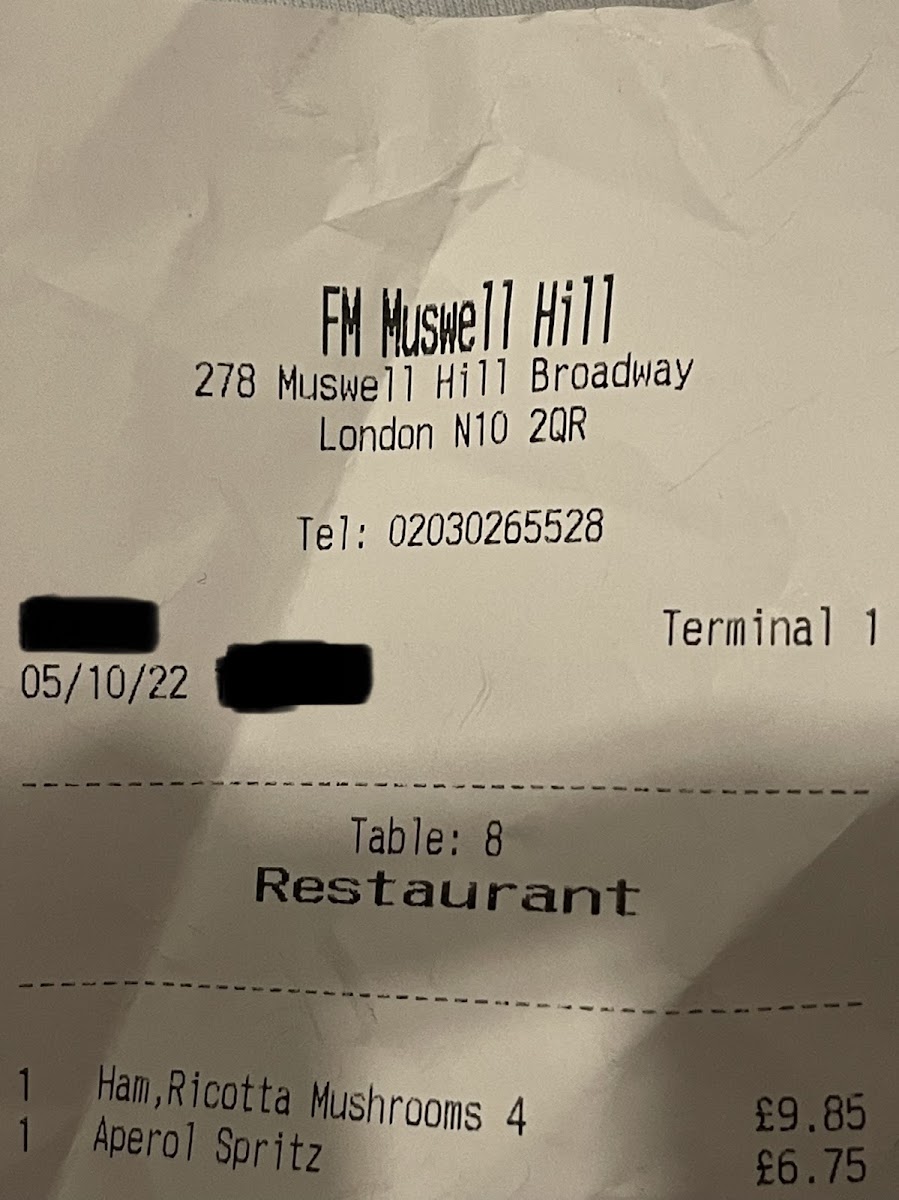 FM Muswell Hill
278 Muswell Hill Broadway
London N10 2QR
Tel: 02030265528
Terminal 1
05/10/22
Table: 8
Restaurant
1 Ham,Ricotta Mushrooms 4 £9.85
1 Aperol Spritz £6.75